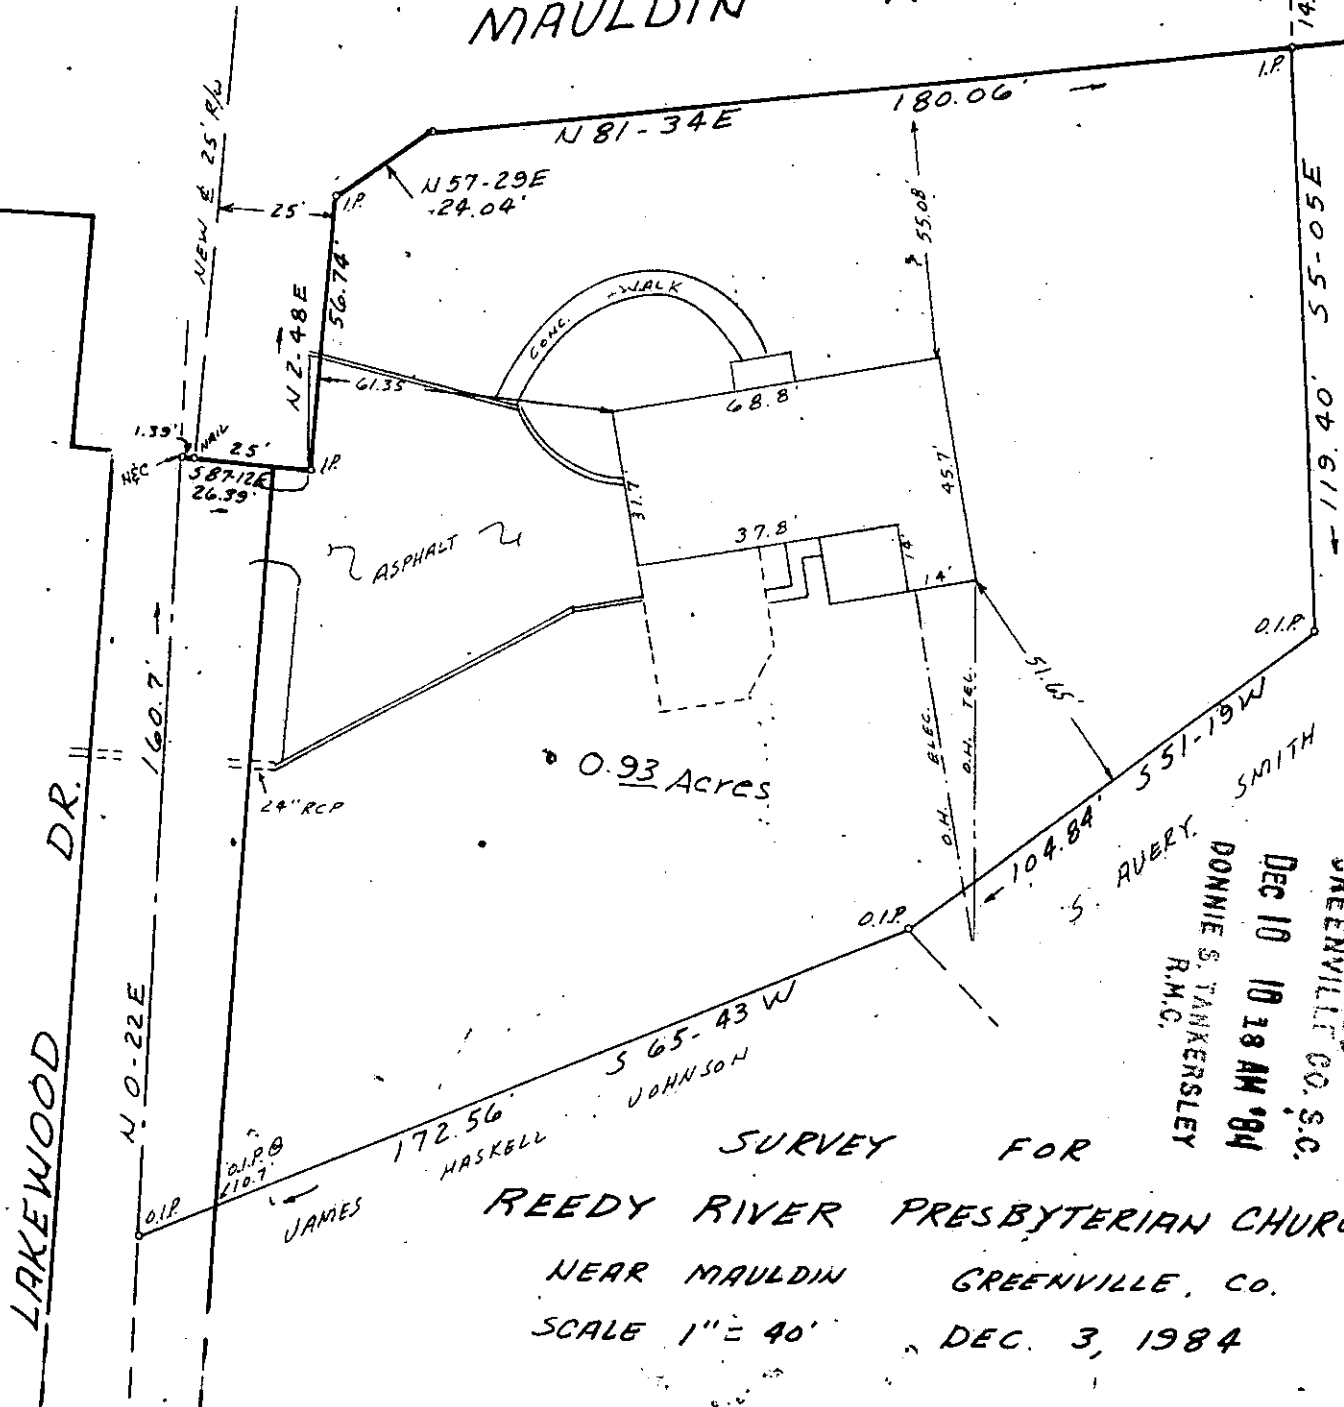 MAULDIN
14.
I.P.
180.06'
N 81-34E
NEW ₵ 25' R/W
N 57-29E
24.04'
25'
I.P.
55.08'
S 5-05E
119.40'
N 2-48E
56.74'
CONC. WALK
61.35'
68.8'
1.39'
NAIL
N&C
25'
I.P.
S 87-12E
26.39'
31.7'
45.7'
37.8'
14'
14'
ASPHALT
O.I.P.
51.65'
160.7'
O.H. ELEC.
O.H. TEL.
S 51-19W
104.84'
S. AVERY SMITH
0.93 Acres
24" RCP
LAKEWOOD DR.
O.I.P.
GREENVILLE CO. S.C.
DEC 10 10 18 AM '84
DONNIE S. TANKERSLEY
R.M.C.
N 0-22E
S 65-43 W
172.56'
JAMES HASKELL JOHNSON
O.I.P. @
10.7'
O.I.P.
SURVEY FOR
REEDY RIVER PRESBYTERIAN CHURC
NEAR MAULDIN GREENVILLE, CO.
SCALE 1" = 40' DEC. 3, 1984